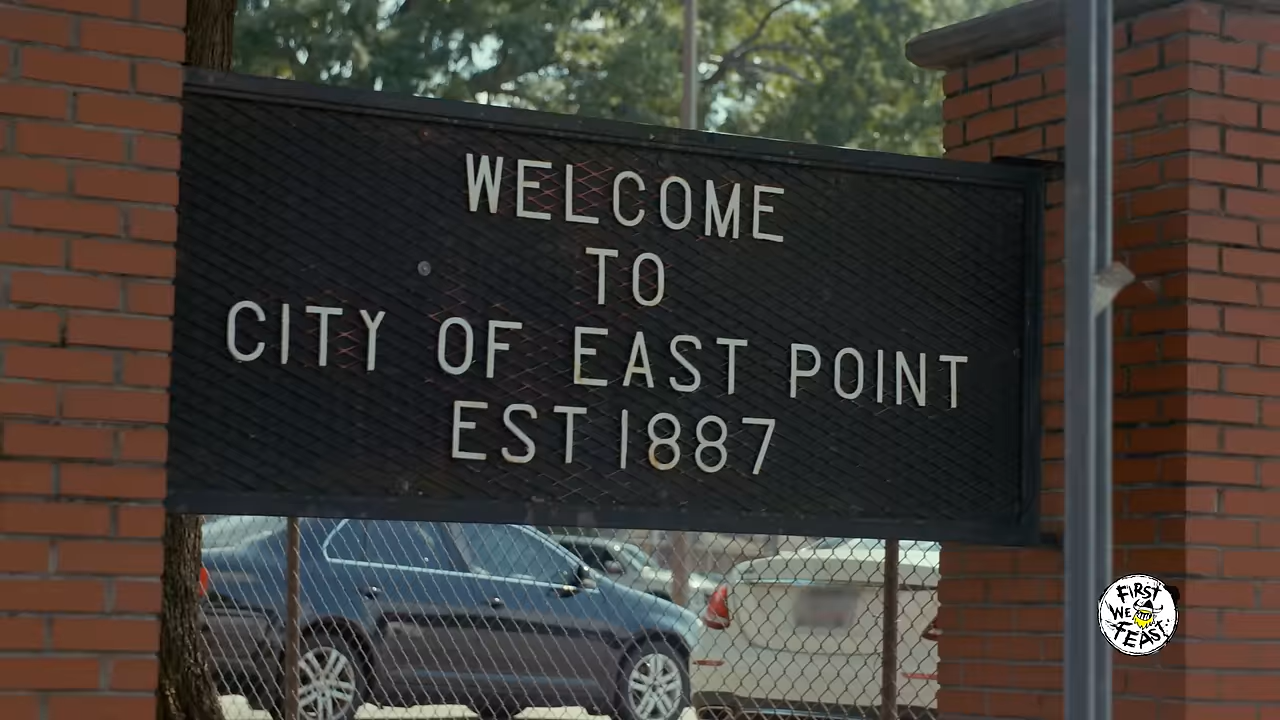 WELCOME
TO
CITY OF EAST POINT
EST 1887
FIRST
WE
FEAST